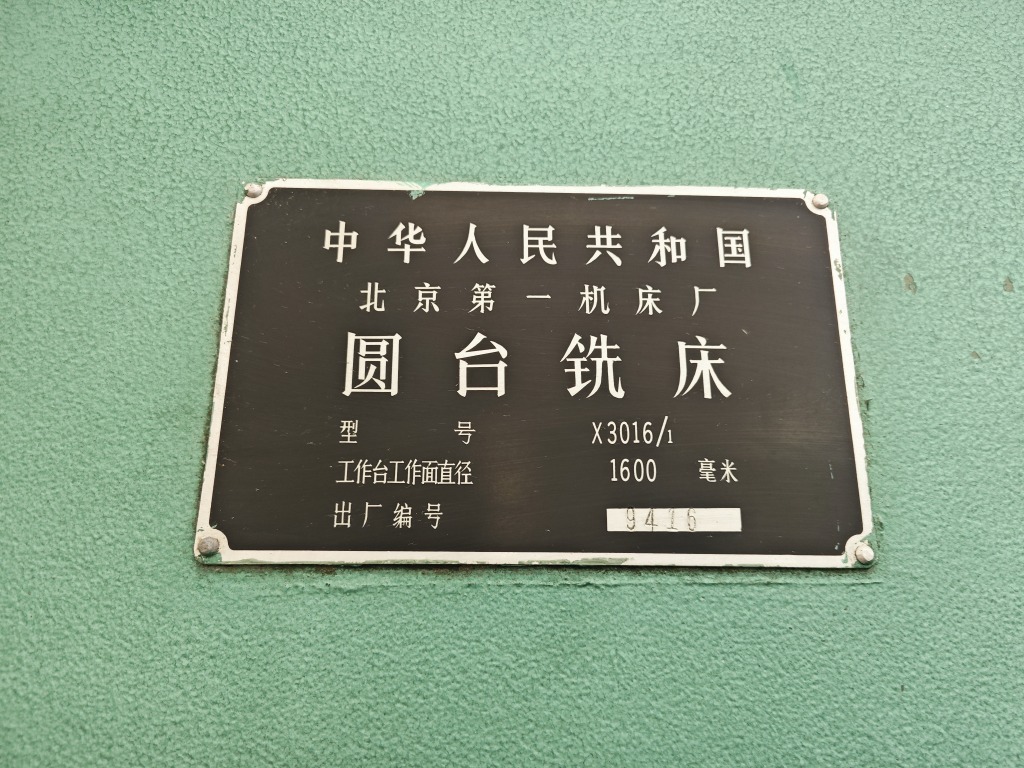 中华人民共和国
北京第一机床厂
圆台铣床
型号 X3016/1
工作台工作面直径 1600 毫米
出厂编号 9416